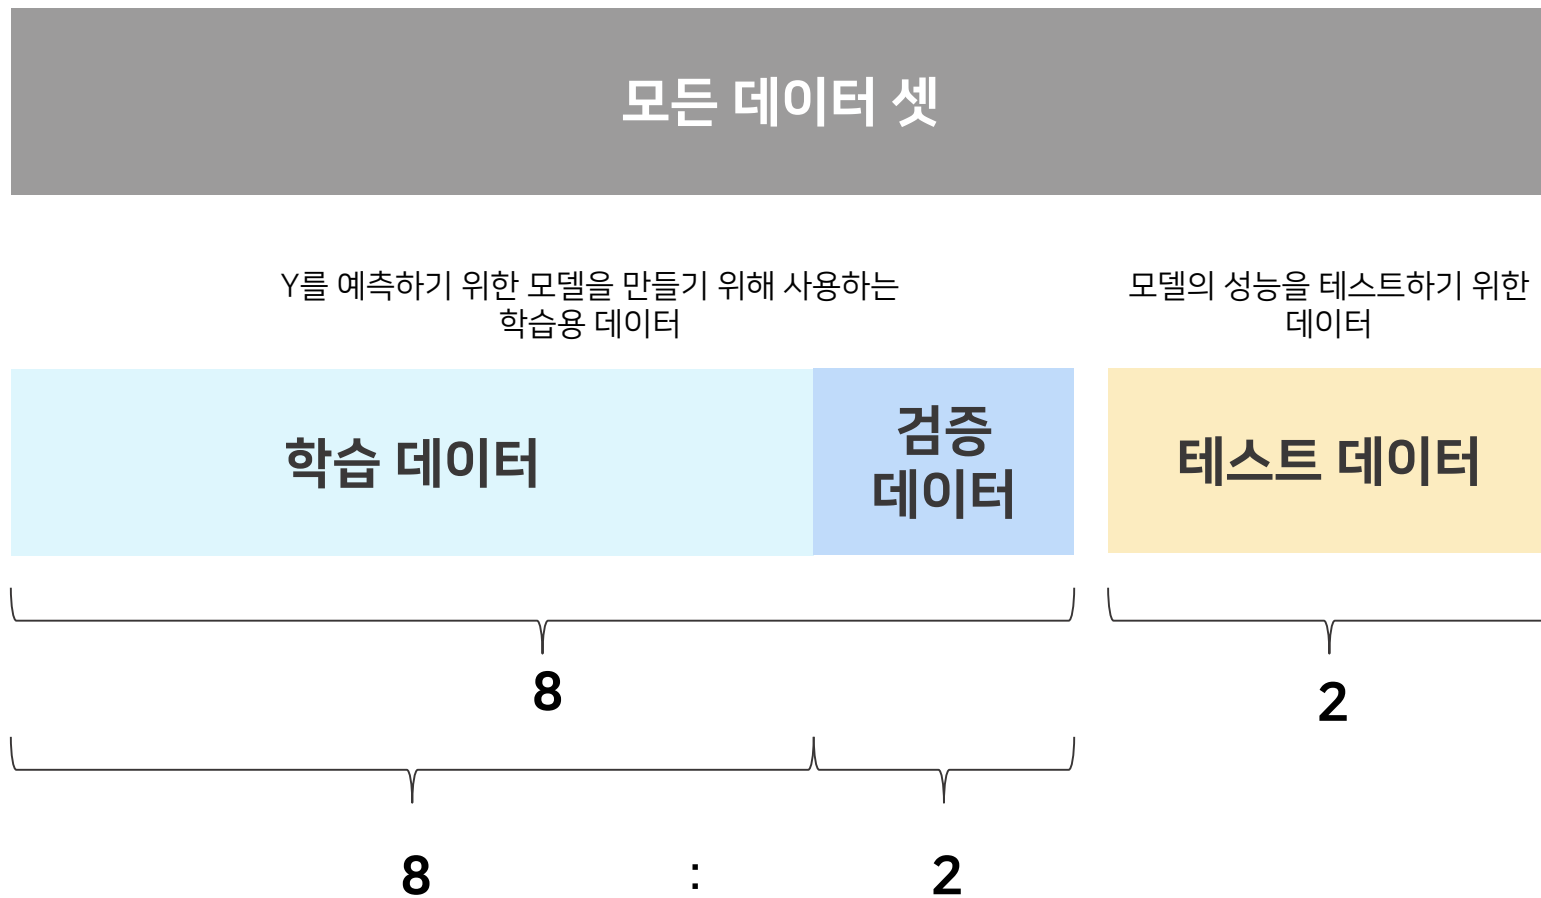 모든 데이터 셋
Y를 예측하기 위한 모델을 만들기 위해 사용하는
학습용 데이터
모델의 성능을 테스트하기 위한
데이터
학습 데이터
검증
데이터
테스트 데이터
8
2
8 : 2